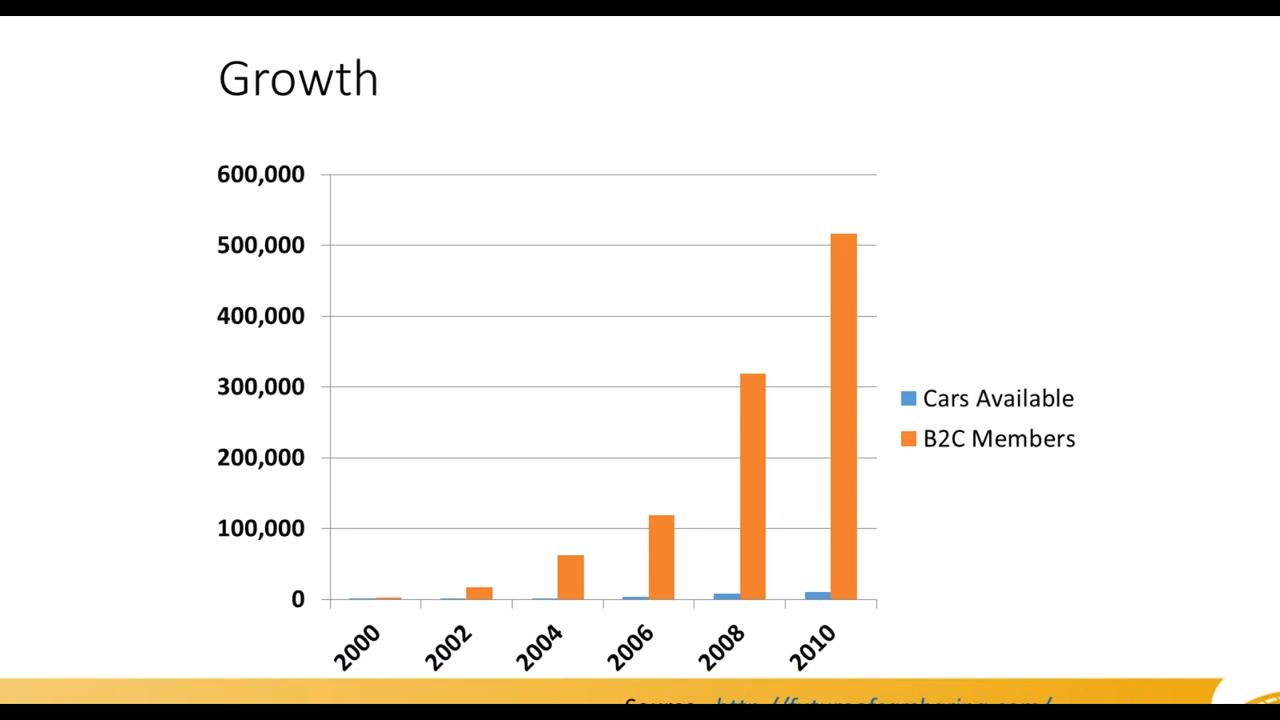 Growth
600,000
500,000
400,000
300,000
200,000
100,000
0
Cars Available
B2C Members
2000 2002 2004 2006 2008 2010